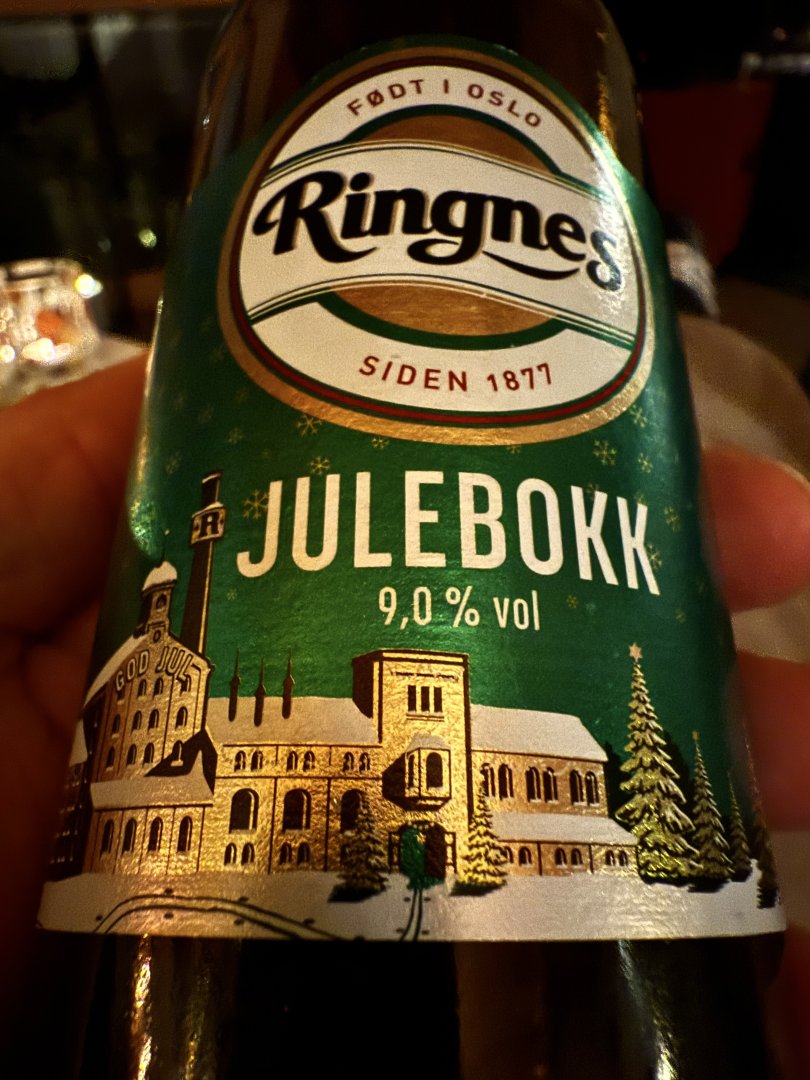 FØDT I OSLO
Ringnes
SIDEN 1877
JULEBOKK
9,0 % vol
R
GOD JUL